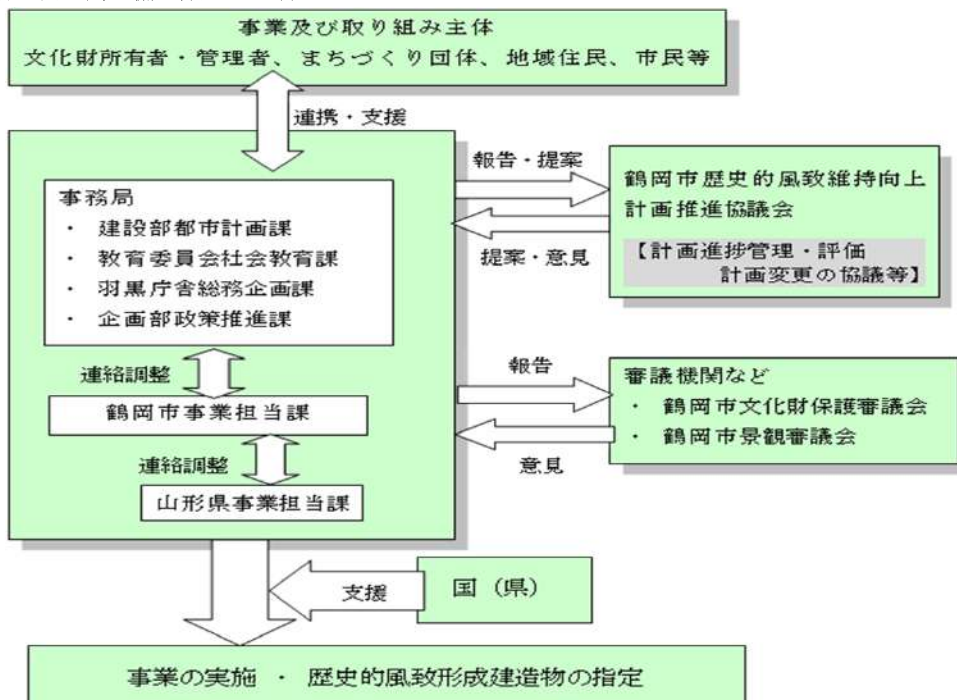 事業及び取り組み主体
文化財所有者・管理者、まちづくり団体、地域住民、市民等
連携・支援
事務局
・ 建設部都市計画課
・ 教育委員会社会教育課
・ 羽黒庁舎総務企画課
・ 企画部政策推進課
連絡調整
鶴岡市事業担当課
連絡調整
山形県事業担当課
報告・提案
提案・意見
鶴岡市歴史的風致維持向上
計画推進協議会
【計画進捗管理・評価
計画変更の協議等】
報告
意見
審議機関など
・ 鶴岡市文化財保護審議会
・ 鶴岡市景観審議会
支援
国（県）
事業の実施 ・ 歴史的風致形成建造物の指定